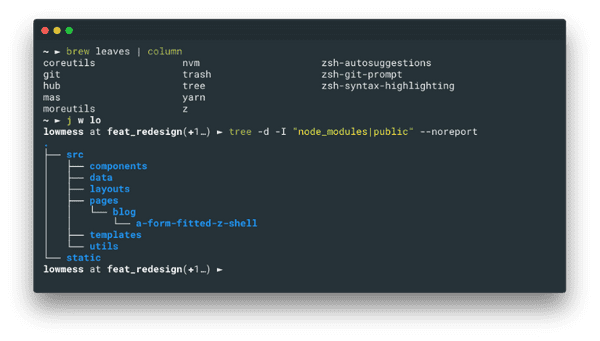 ~ ► brew leaves | column
coreutils nvm zsh-autosuggestions
git trash zsh-git-prompt
hub tree zsh-syntax-highlighting
mas yarn
moreutils z
~ ► j w lo
lowmess at feat_redesign(✚1…) ► tree -d -I "node_modules|public" --noreport
.
├── src
│   ├── components
│   ├── data
│   ├── layouts
│   ├── pages
│   │   └── blog
│   │       └── a-form-fitted-z-shell
│   ├── templates
│   └── utils
└── static
lowmess at feat_redesign(✚1…) ►